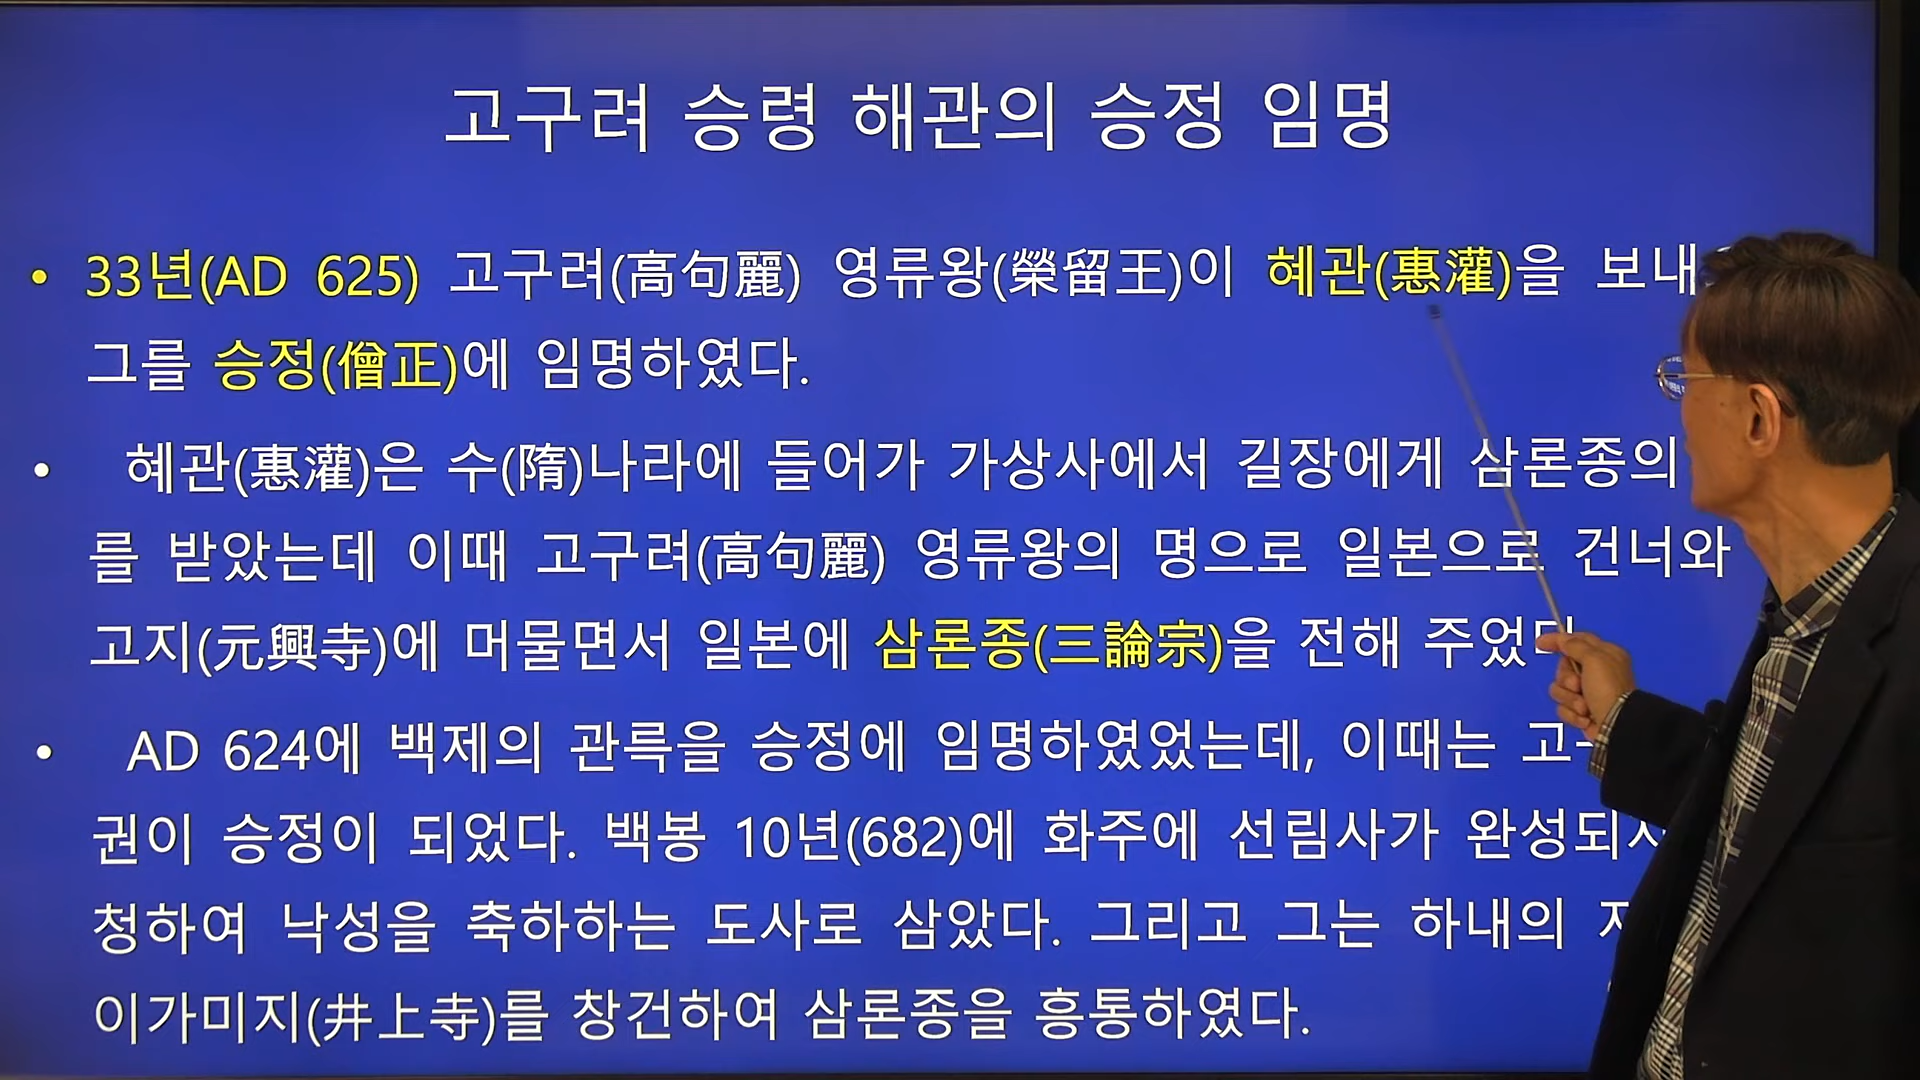 고구려 승령 해관의 승정 임명
• 33년(AD 625) 고구려(高句麗) 영류왕(榮留王)이 혜관(惠灌)을 보내
그를 승정(僧正)에 임명하였다.
• 혜관(惠灌)은 수(隋)나라에 들어가 가상사에서 길장에게 삼론종의
를 받았는데 이때 고구려(高句麗) 영류왕의 명으로 일본으로 건너와
고지(元興寺)에 머물면서 일본에 삼론종(三論宗)을 전해 주었다
• AD 624에 백제의 관륵을 승정에 임명하였었는데, 이때는
권이 승정이 되었다. 백봉 10년(682)에 화주에 선림사가
청하여 낙성을 축하하는 도사로 삼았다. 그리고 그는 하내의
이가미지(井上寺)를 창건하여 삼론종을 흥통하였다.